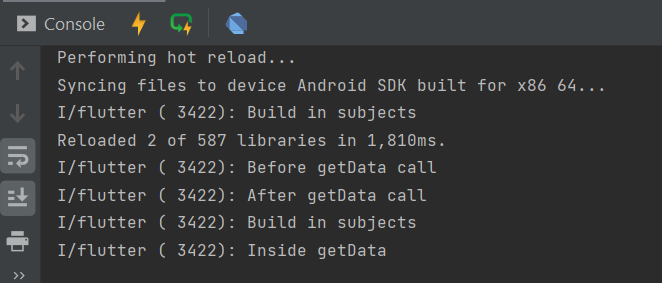 Console
Performing hot reload...
Syncing files to device Android SDK built for x86 64...
I/flutter ( 3422): Build in subjects
Reloaded 2 of 587 libraries in 1,810ms.
I/flutter ( 3422): Before getData call
I/flutter ( 3422): After getData call
I/flutter ( 3422): Build in subjects
I/flutter ( 3422): Inside getData